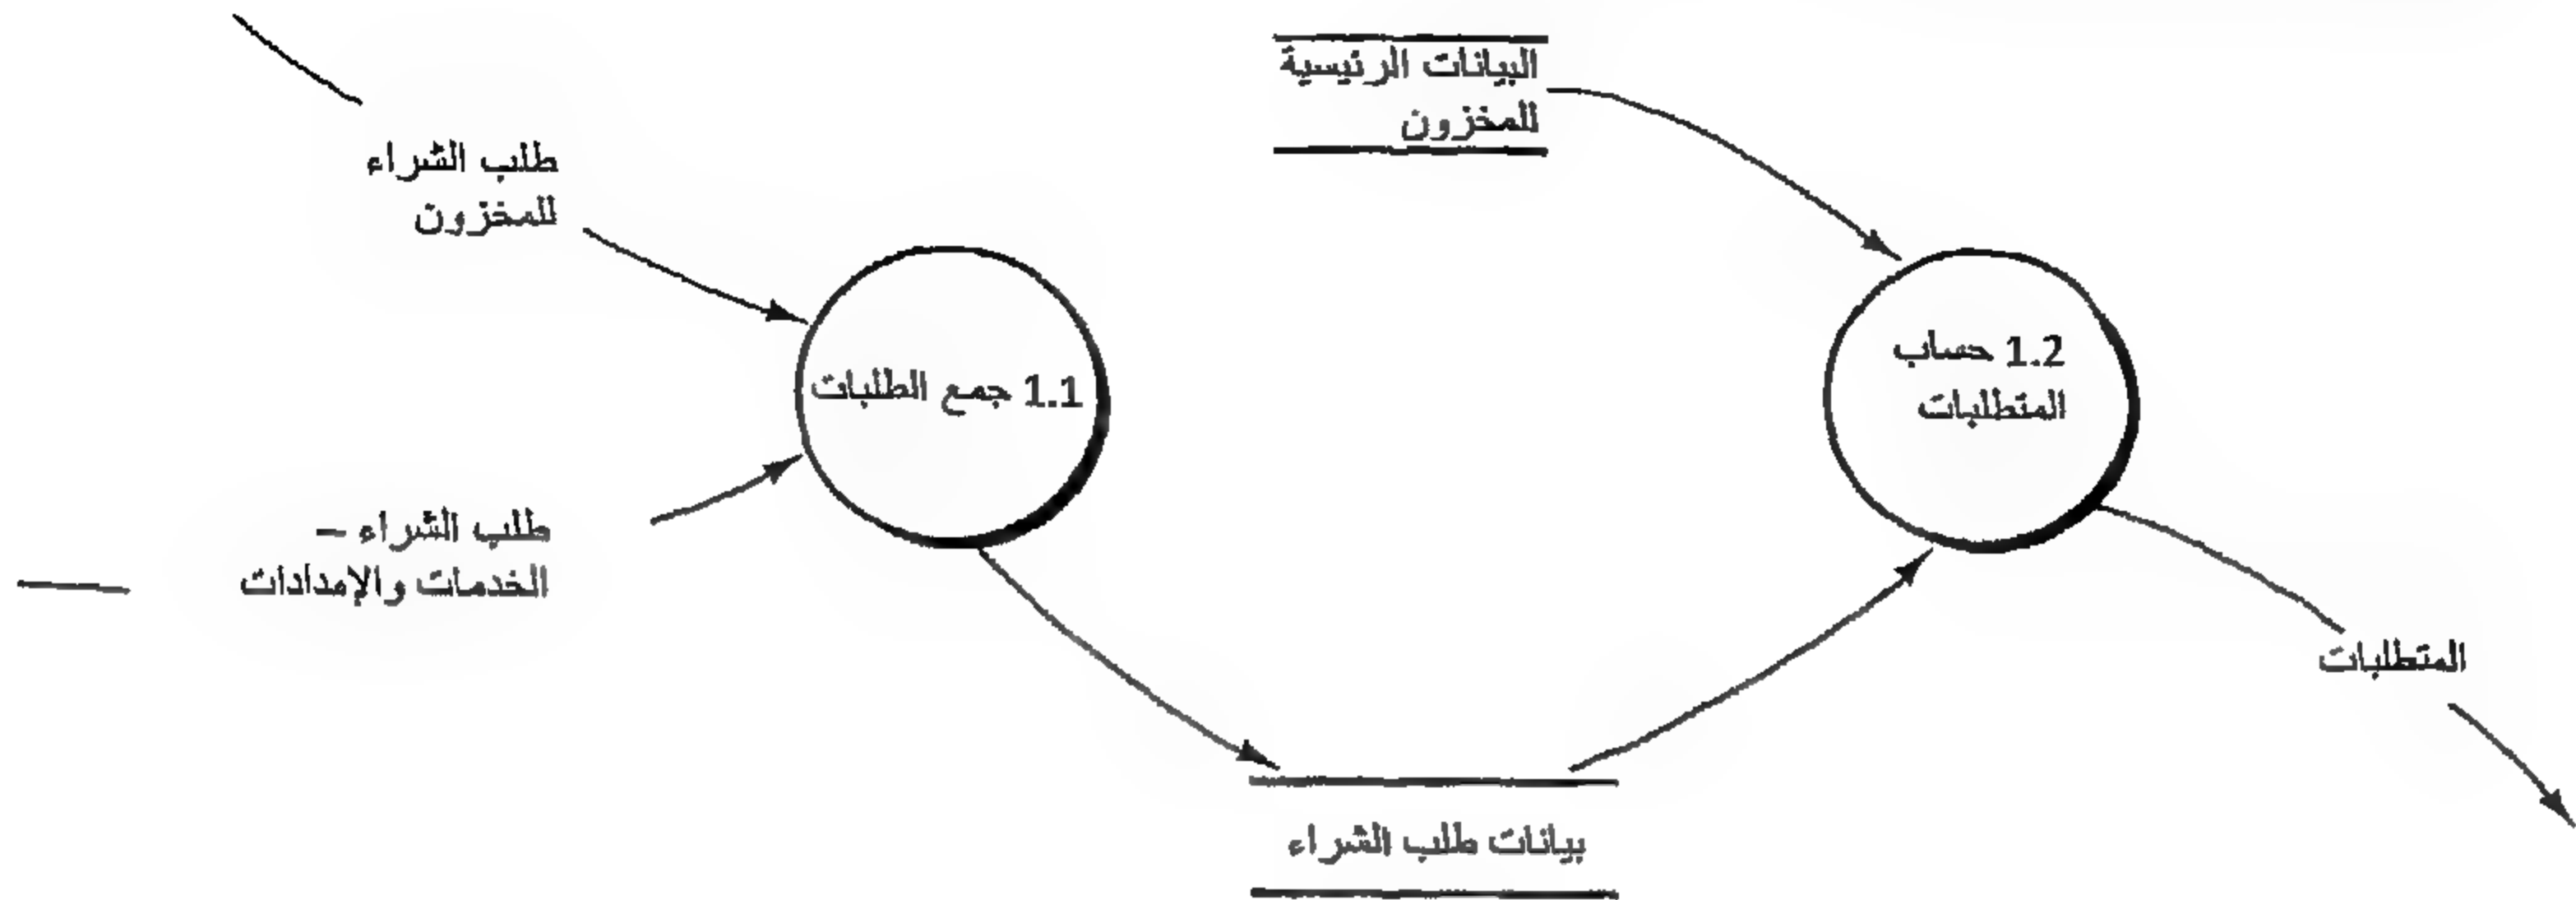 البيانات الرئيسية
للمخزون
طلب الشراء
للمخزون
1.2 حساب
المتطلبات
1.1 جمع الطلبات
طلب الشراء –
الخدمات والإمدادات
المتطلبات
بيانات طلب الشراء